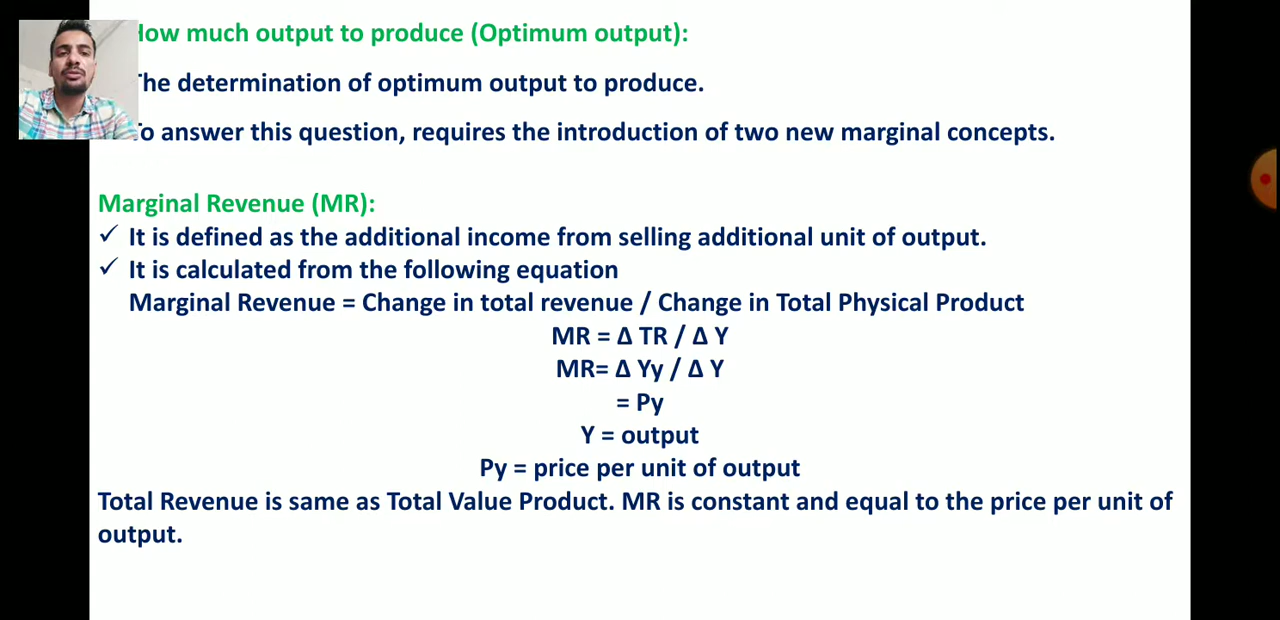 How much output to produce (Optimum output):
The determination of optimum output to produce.
To answer this question, requires the introduction of two new marginal concepts.
Marginal Revenue (MR):
✓ It is defined as the additional income from selling additional unit of output.
✓ It is calculated from the following equation
Marginal Revenue = Change in total revenue / Change in Total Physical Product
MR = Δ TR / Δ Y
MR= Δ Yy / Δ Y
= Py
Y = output
Py = price per unit of output
Total Revenue is same as Total Value Product. MR is constant and equal to the price per unit of
output.